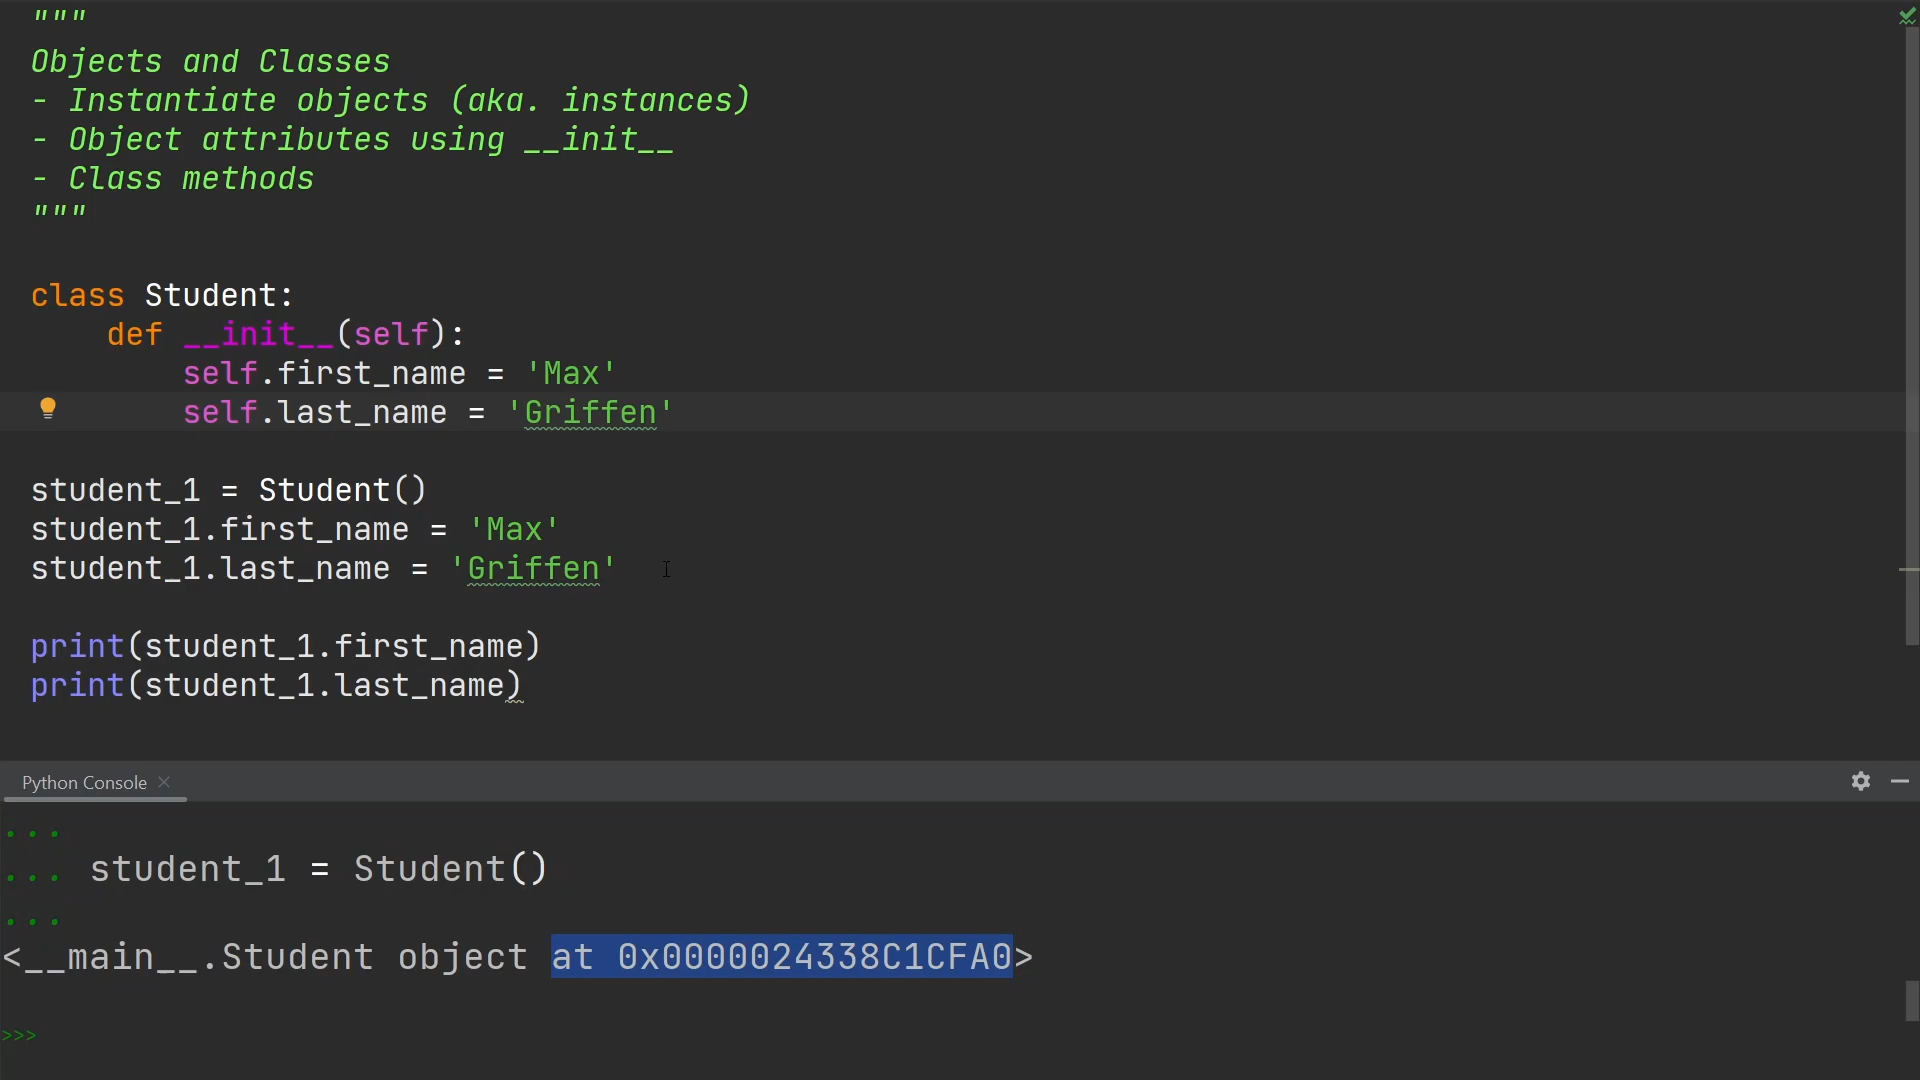 """
Objects and Classes
- Instantiate objects (aka. instances)
- Object attributes using __init__
- Class methods
"""
class Student:
    def __init__(self):
        self.first_name = 'Max'
        self.last_name = 'Griffen'
student_1 = Student()
student_1.first_name = 'Max'
student_1.last_name = 'Griffen'
print(student_1.first_name)
print(student_1.last_name)
Python Console
...
... student_1 = Student()
...
<__main__.Student object at 0x0000024338C1CFA0>
>>>